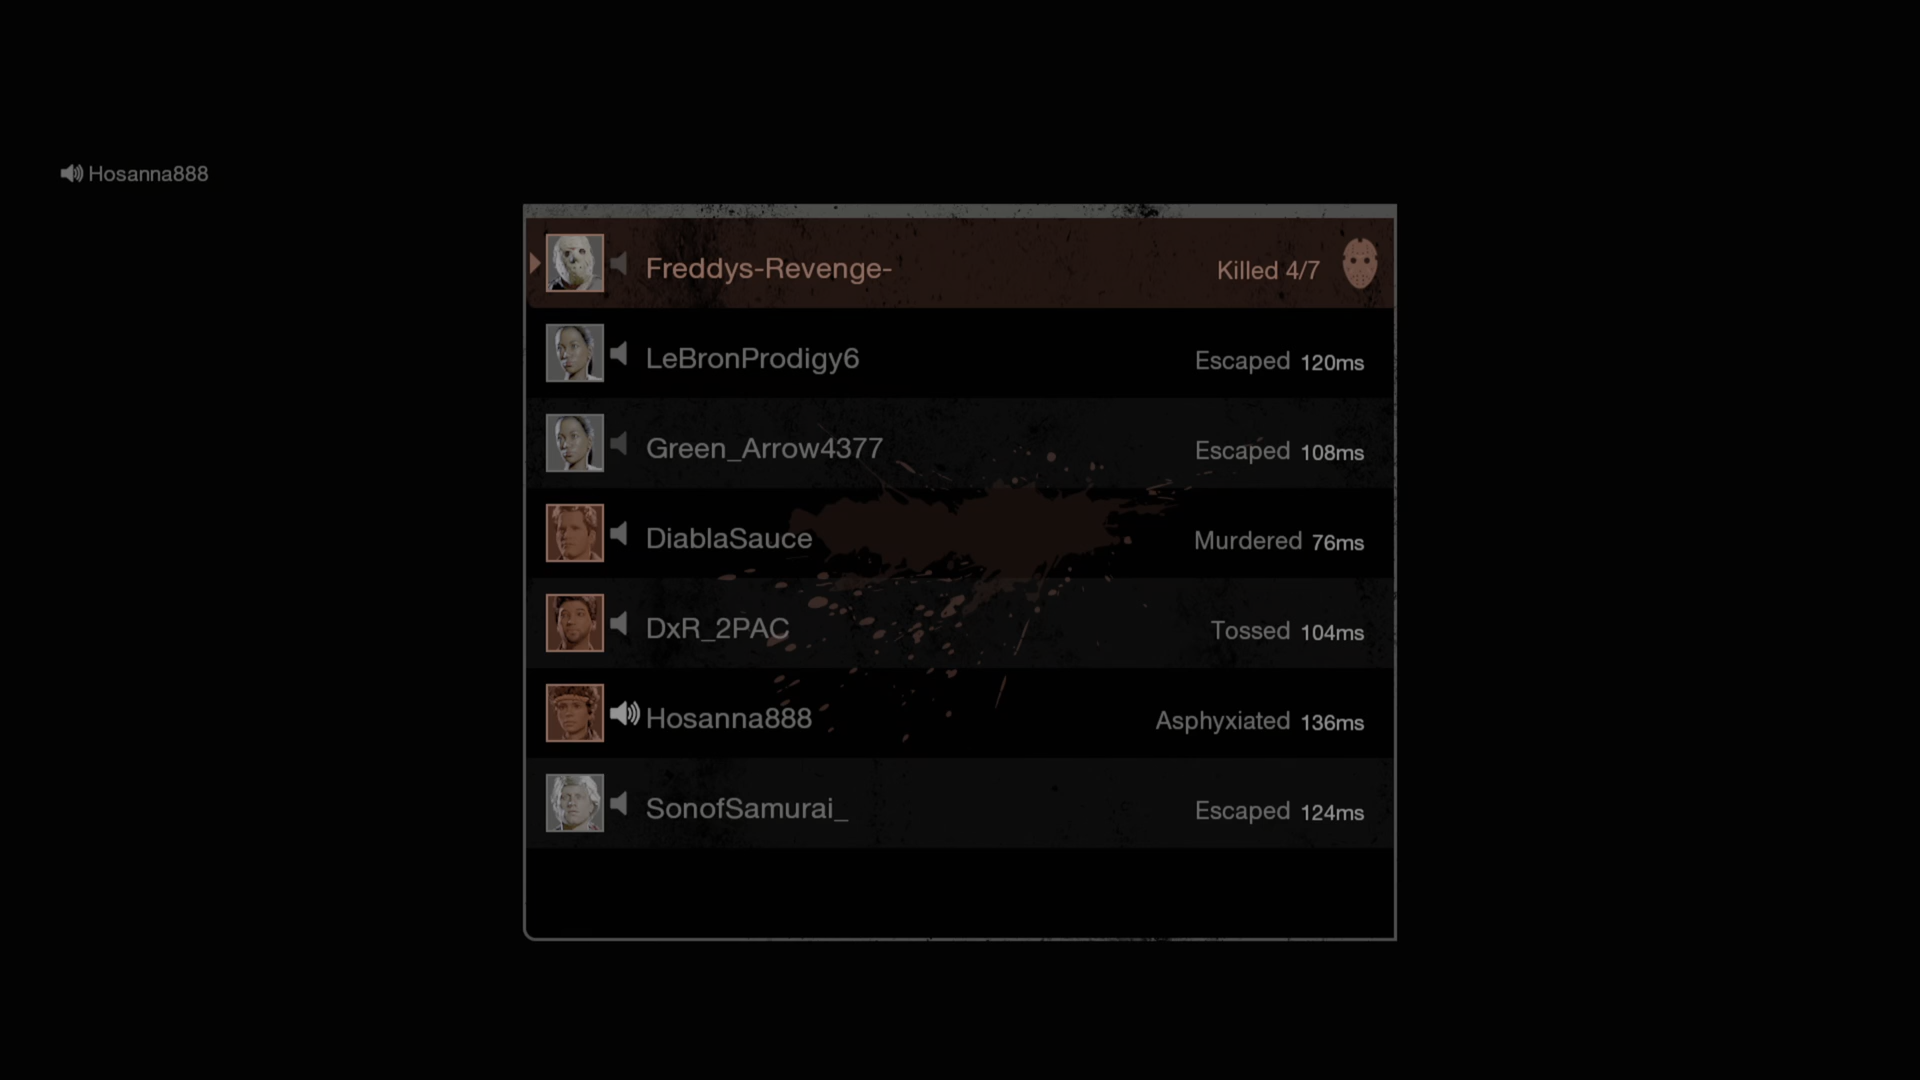 Hosanna888
Freddys-Revenge- Killed 4/7
LeBronProdigy6 Escaped 120ms
Green_Arrow4377 Escaped 108ms
DiablaSauce Murdered 76ms
DxR_2PAC Tossed 104ms
Hosanna888 Asphyxiated 136ms
SonofSamurai_ Escaped 124ms